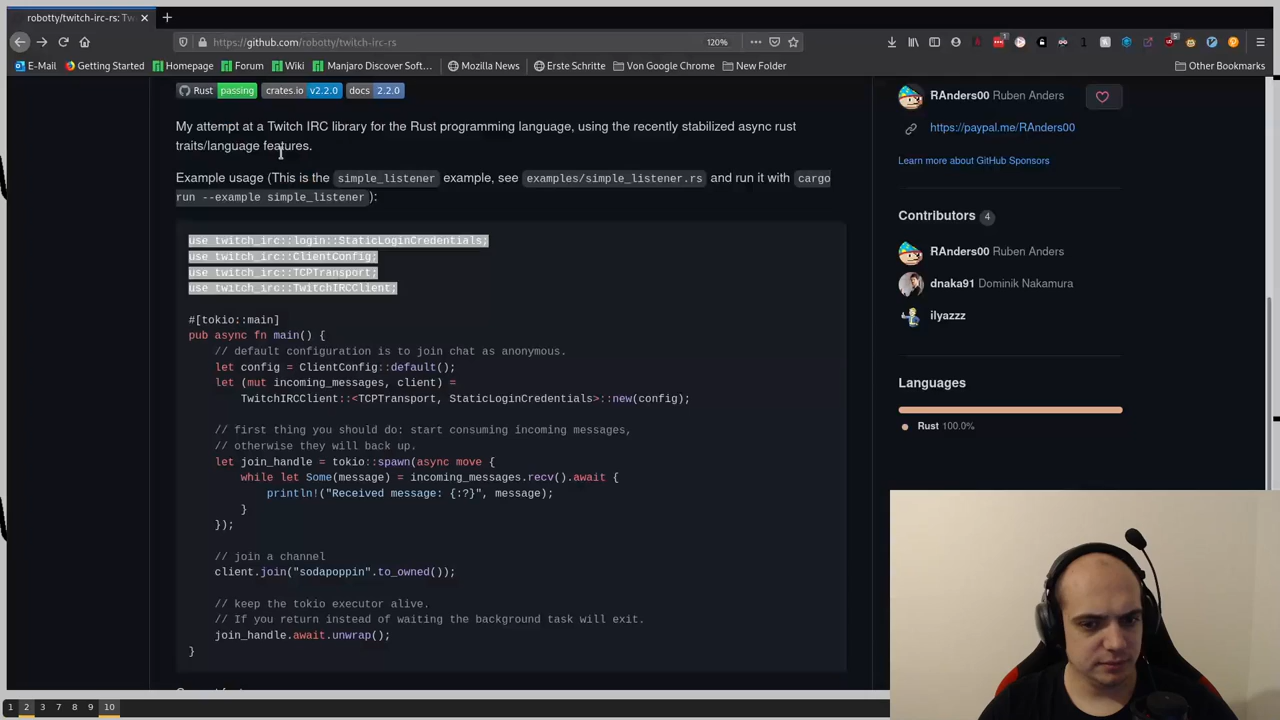 robotty/twitch-irc-rs: Tw
https://github.com/robotty/twitch-irc-rs
120%
E-Mail Getting Started Homepage Forum Wiki Manjaro Discover Soft... Mozilla News Erste Schritte Von Google Chrome New Folder Other Bookmarks
Rust passing crates.io v2.2.0 docs 2.2.0
My attempt at a Twitch IRC library for the Rust programming language, using the recently stabilized async rust
traits/language features.
Example usage (This is the simple_listener example, see examples/simple_listener.rs and run it with cargo
run --example simple_listener ):
use twitch_irc::login::StaticLoginCredentials;
use twitch_irc::ClientConfig;
use twitch_irc::TCPTransport;
use twitch_irc::TwitchIRCClient;
#[tokio::main]
pub async fn main() {
// default configuration is to join chat as anonymous.
let config = ClientConfig::default();
let (mut incoming_messages, client) =
TwitchIRCClient::<TCPTransport, StaticLoginCredentials>::new(config);
// first thing you should do: start consuming incoming messages,
// otherwise they will back up.
let join_handle = tokio::spawn(async move {
while let Some(message) = incoming_messages.recv().await {
println!("Received message: {:?}", message);
}
});
// join a channel
client.join("sodapoppin".to_owned());
// keep the tokio executor alive.
// If you return instead of waiting the background task will exit.
join_handle.await.unwrap();
}
RAnders00 Ruben Anders
https://paypal.me/RAnders00
Learn more about GitHub Sponsors
Contributors 4
RAnders00 Ruben Anders
dnaka91 Dominik Nakamura
ilyazzz
Languages
Rust 100.0%
1 2 3 7 8 9 10